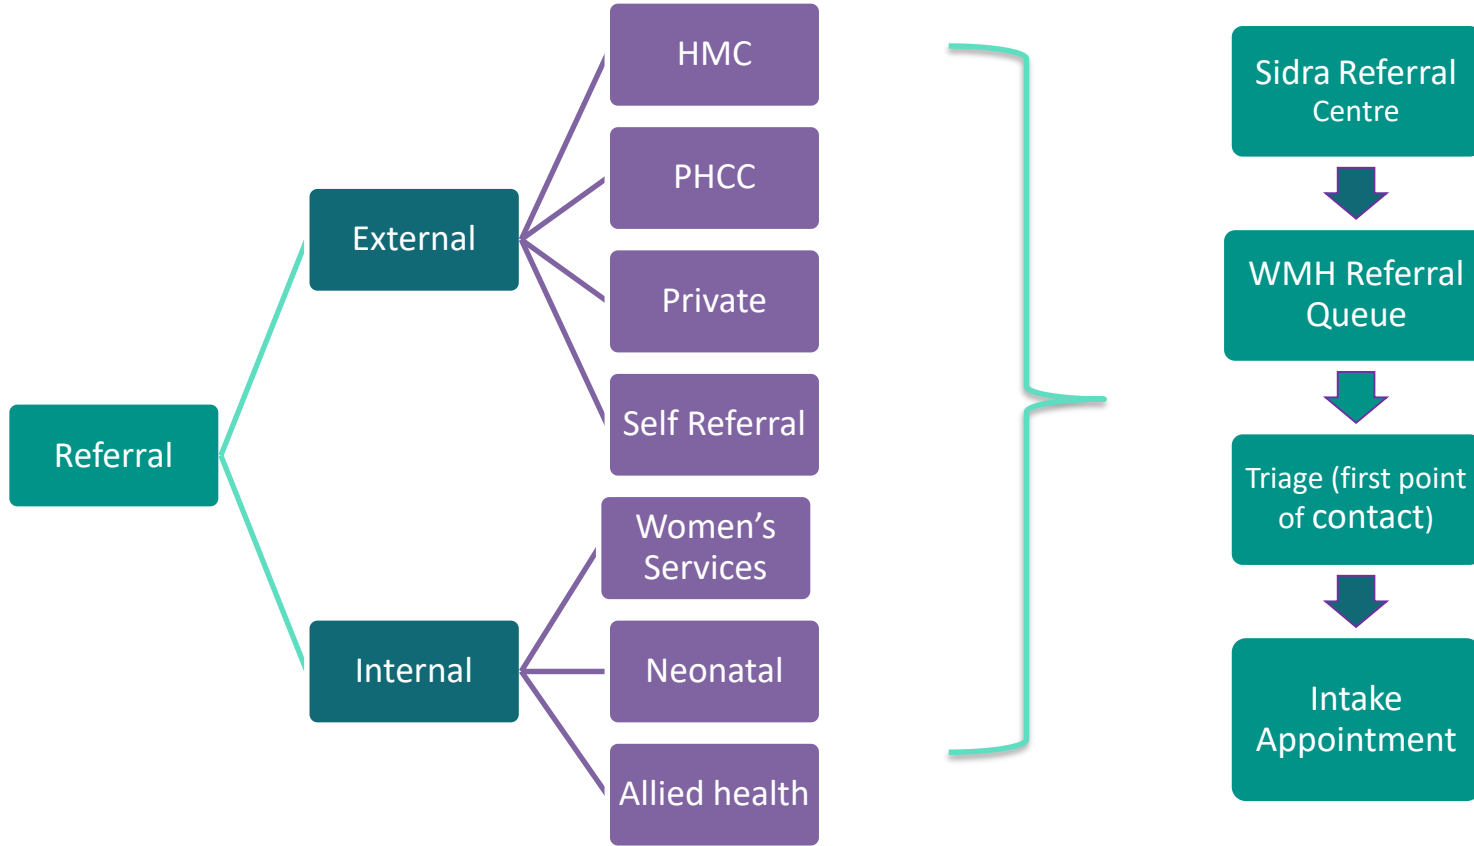 Referral
External
Internal
HMC
PHCC
Private
Self Referral
Women’s
Services
Neonatal
Allied health
Sidra Referral
Centre
WMH Referral
Queue
Triage (first point
of contact)
Intake
Appointment